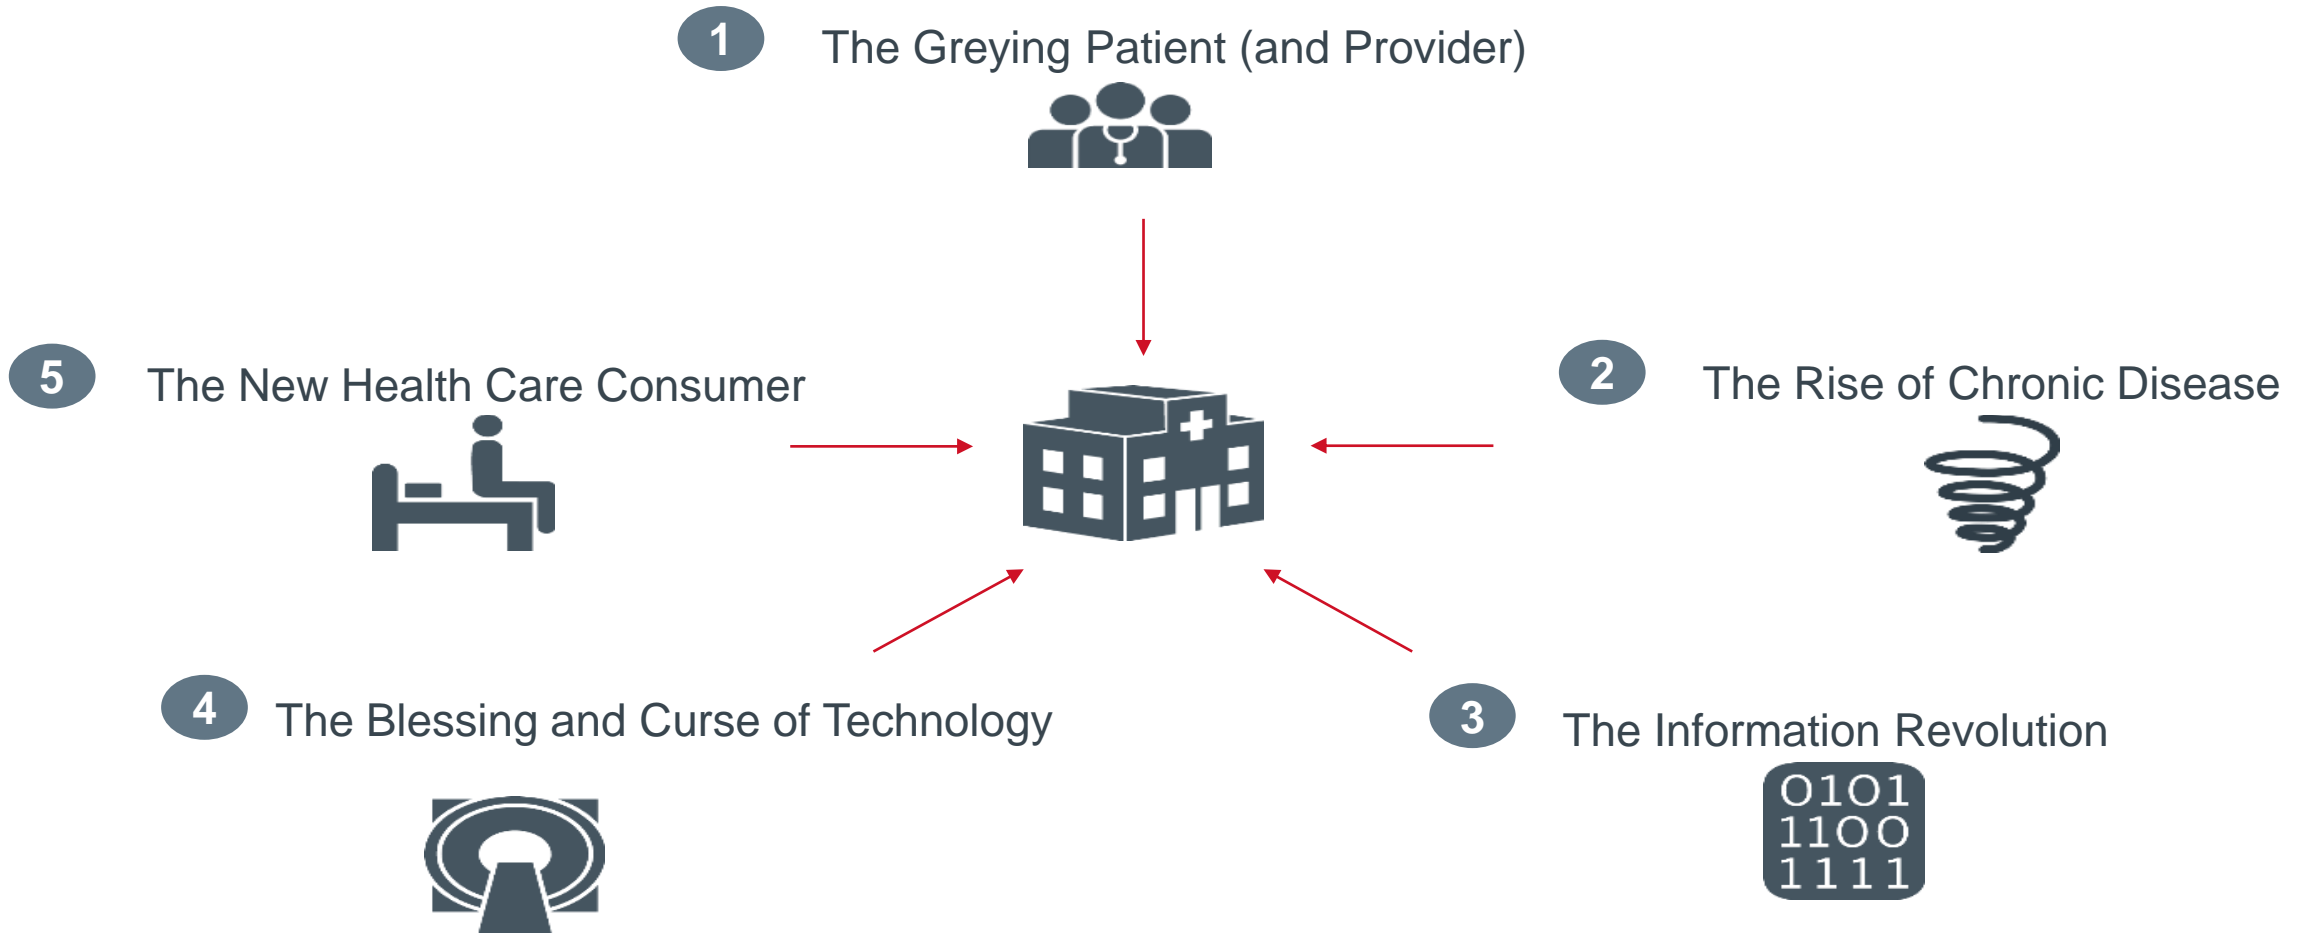 1 The Greying Patient (and Provider)
5 The New Health Care Consumer
2 The Rise of Chronic Disease
4 The Blessing and Curse of Technology
3 The Information Revolution
0101
1100
1111